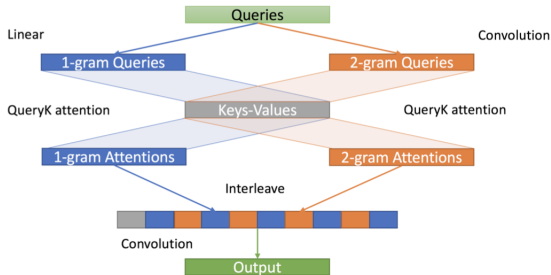 Queries
Linear
Convolution
1-gram Queries
2-gram Queries
QueryK attention
Keys-Values
QueryK attention
1-gram Attentions
2-gram Attentions
Interleave
Convolution
Output